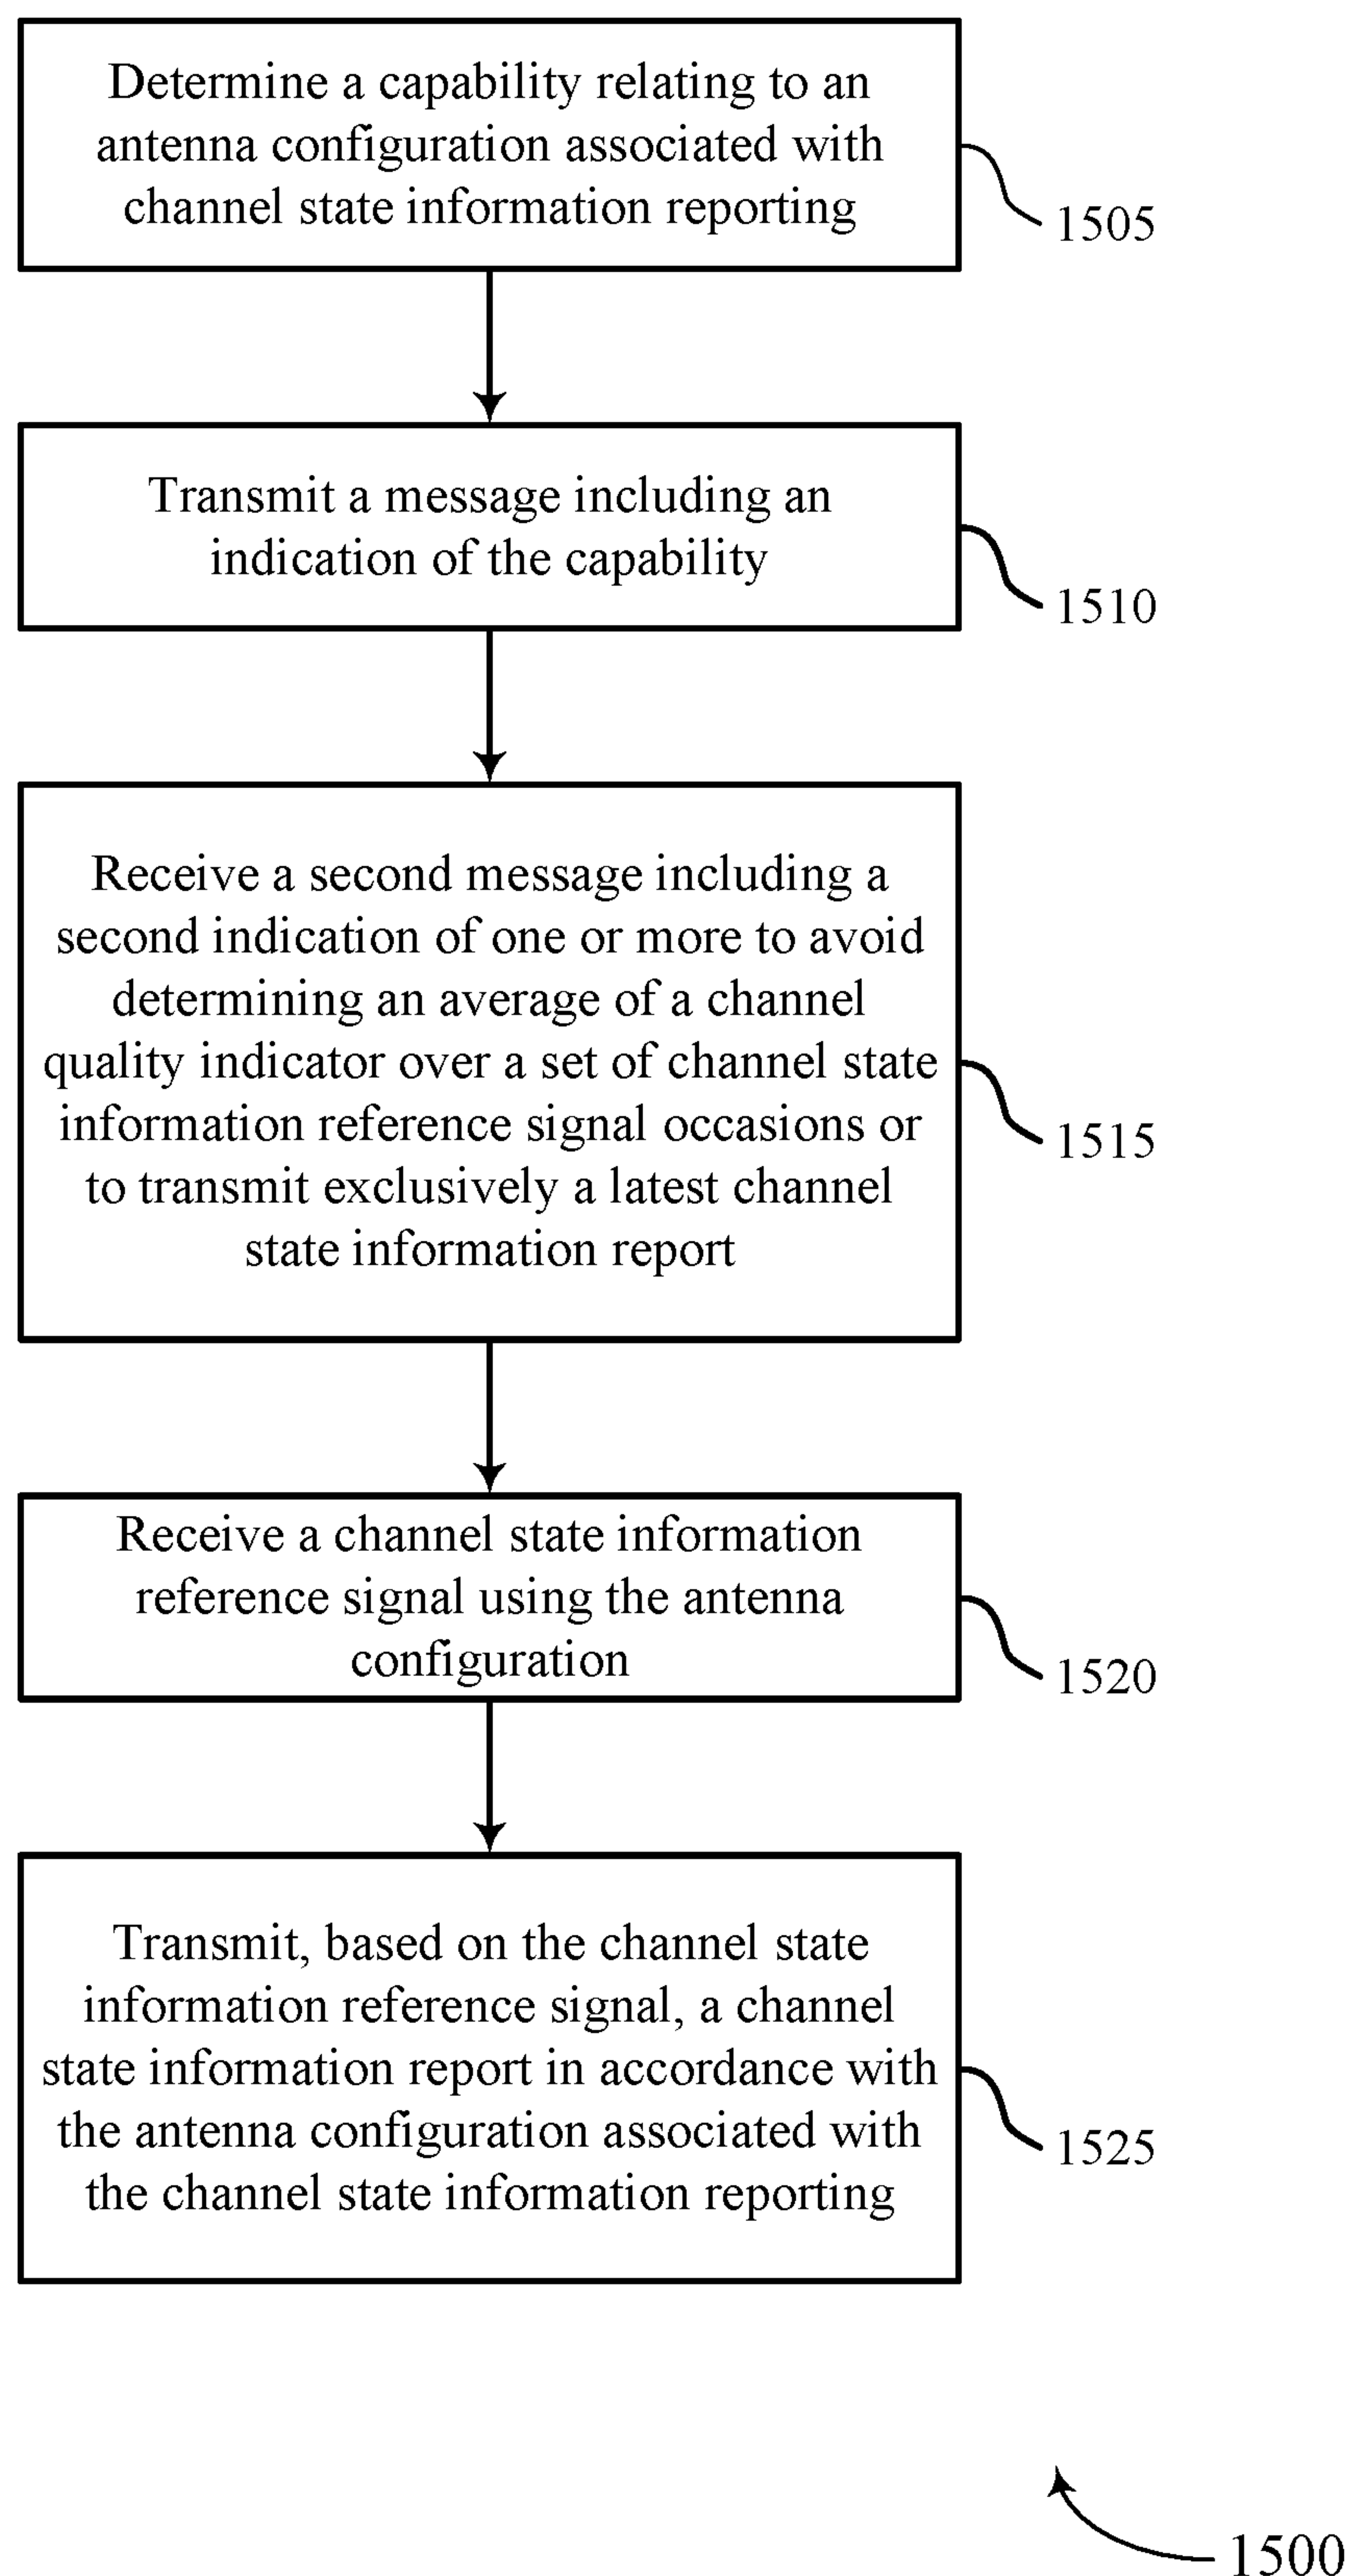 Determine a capability relating to an
antenna configuration associated with
channel state information reporting
1505
Transmit a message including an
indication of the capability
1510
Receive a second message including a
second indication of one or more to avoid
determining an average of a channel
quality indicator over a set of channel state
information reference signal occasions or
to transmit exclusively a latest channel
state information report
1515
Receive a channel state information
reference signal using the antenna
configuration
1520
Transmit, based on the channel state
information reference signal, a channel
state information report in accordance with
the antenna configuration associated with
the channel state information reporting
1525
1500